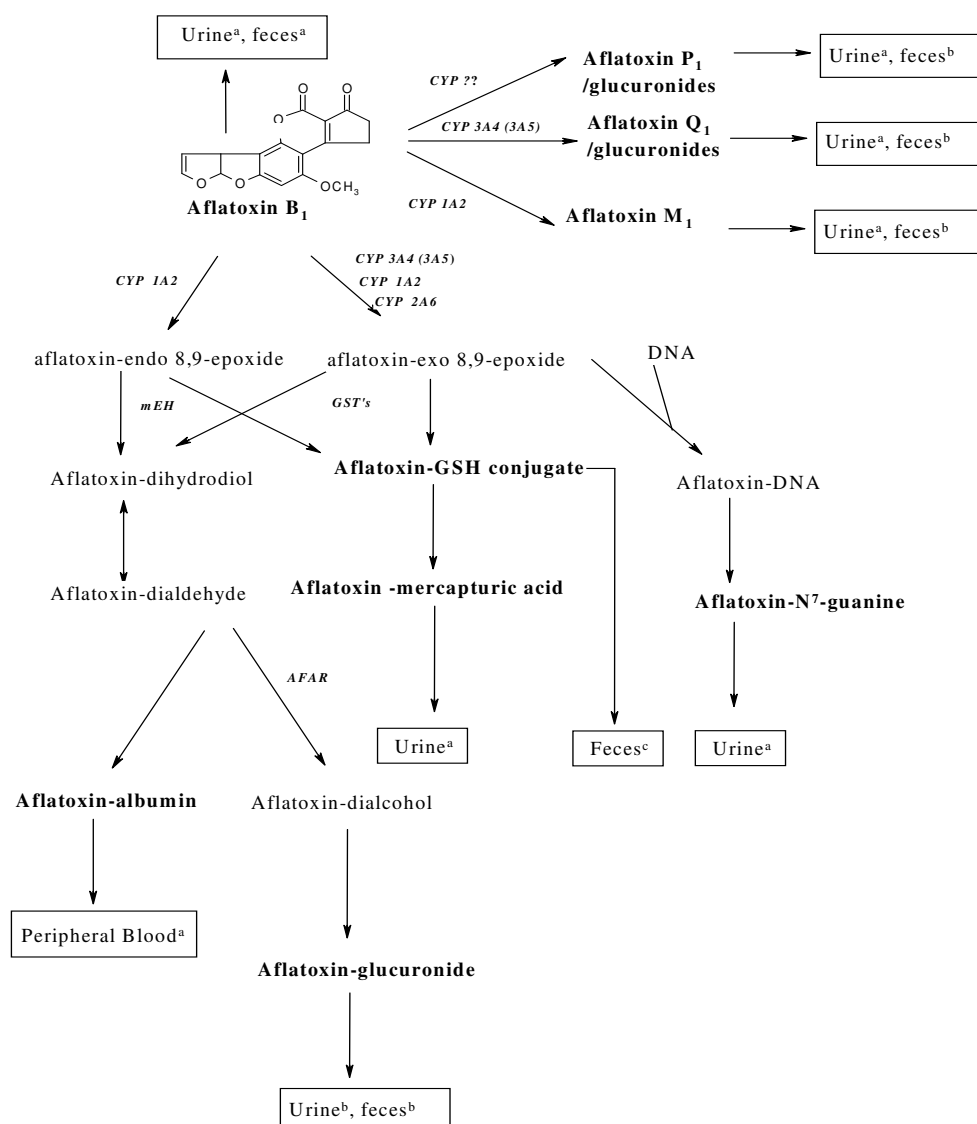 Urineᵃ, fecesᵃ
O
O
O
O
O
OCH₃
Aflatoxin B₁
CYP ??
Aflatoxin P₁
/glucuronides
Urineᵃ, fecesᵇ
CYP 3A4 (3A5)
Aflatoxin Q₁
/glucuronides
Urineᵃ, fecesᵇ
CYP 1A2
Aflatoxin M₁
Urineᵃ, fecesᵇ
CYP 1A2
CYP 3A4 (3A5)
CYP 1A2
CYP 2A6
aflatoxin-endo 8,9-epoxide
aflatoxin-exo 8,9-epoxide
DNA
mEH
GST's
Aflatoxin-dihydrodiol
Aflatoxin-GSH conjugate
Aflatoxin-DNA
Aflatoxin-dialdehyde
Aflatoxin -mercapturic acid
Aflatoxin-N⁷-guanine
AFAR
Urineᵃ
Fecesᶜ
Urineᵃ
Aflatoxin-albumin
Aflatoxin-dialcohol
Peripheral Bloodᵃ
Aflatoxin-glucuronide
Urineᵇ, fecesᵇ